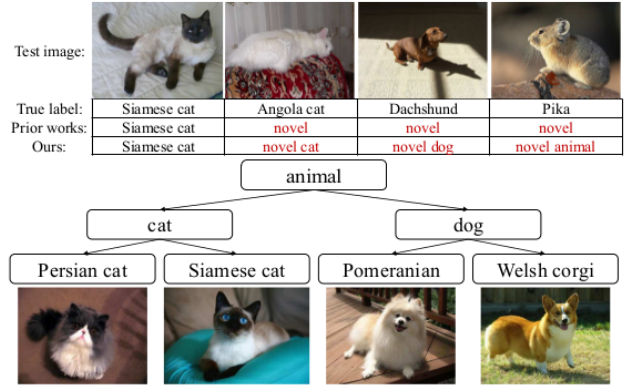 Test image:
True label: Siamese cat Angola cat Dachshund Pika
Prior works: Siamese cat novel novel novel
Ours: Siamese cat novel cat novel dog novel animal
animal
cat dog
Persian cat Siamese cat Pomeranian Welsh corgi